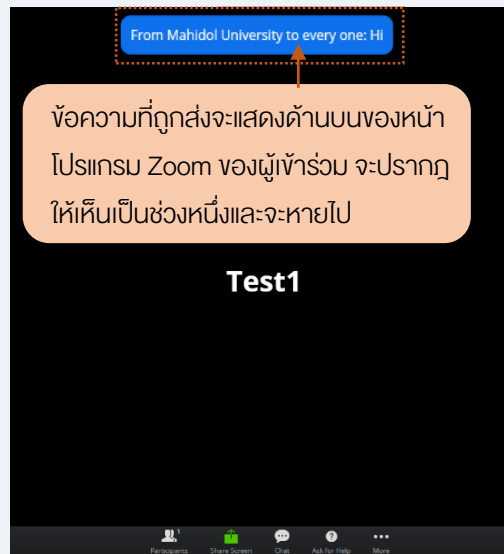 From Mahidol University to every one: Hi
ข้อความที่ถูกส่งจะแสดงด้านบนของหน้า
โปรแกรม Zoom ของผู้เข้าร่วม จะปรากฏ
ให้เห็นเป็นช่วงหนึ่งและจะหายไป
Test1
1
Participants Share Screen Chat Ask for Help More